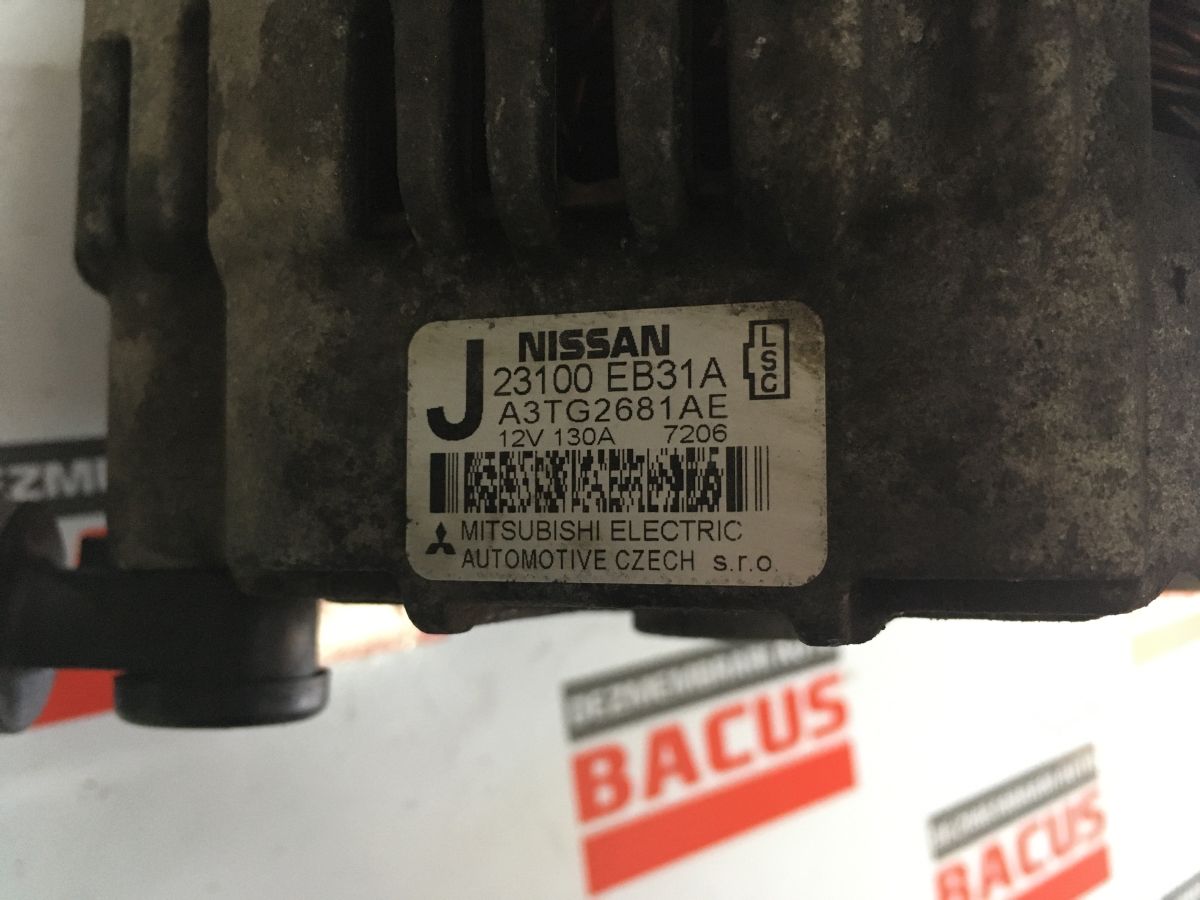 J NISSAN
23100 EB31A
A3TG2681AE
12V 130A 7206
LSC
MITSUBISHI ELECTRIC
AUTOMOTIVE CZECH s.r.o.
BACUS
BACUS